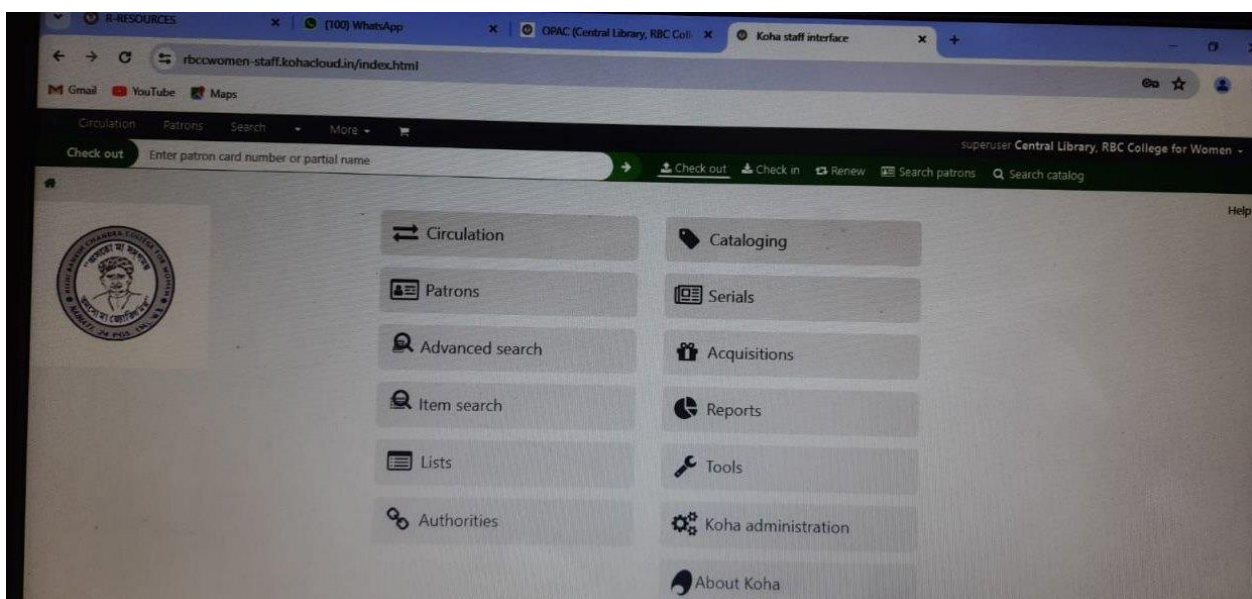 R-RESOURCES
(100) WhatsApp
OPAC (Central Library, RBC Coll
Koha staff interface
rbccwomen-staff.kohacloud.in/index.html
Gmail YouTube Maps
Circulation Patrons Search More
superuser Central Library, RBC College for Women
Check out Enter patron card number or partial name
Check out Check in Renew Search patrons Search catalog
Help
Circulation
Cataloging
Patrons
Serials
Advanced search
Acquisitions
Item search
Reports
Lists
Tools
Authorities
Koha administration
About Koha